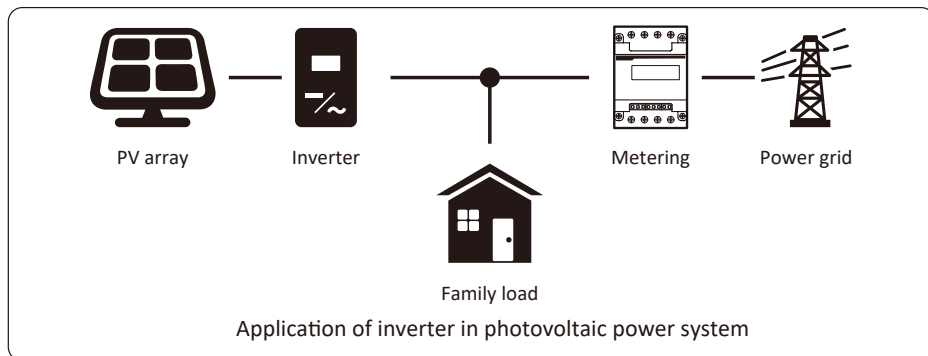 PV array
Inverter
Metering
Power grid
Family load
Application of inverter in photovoltaic power system